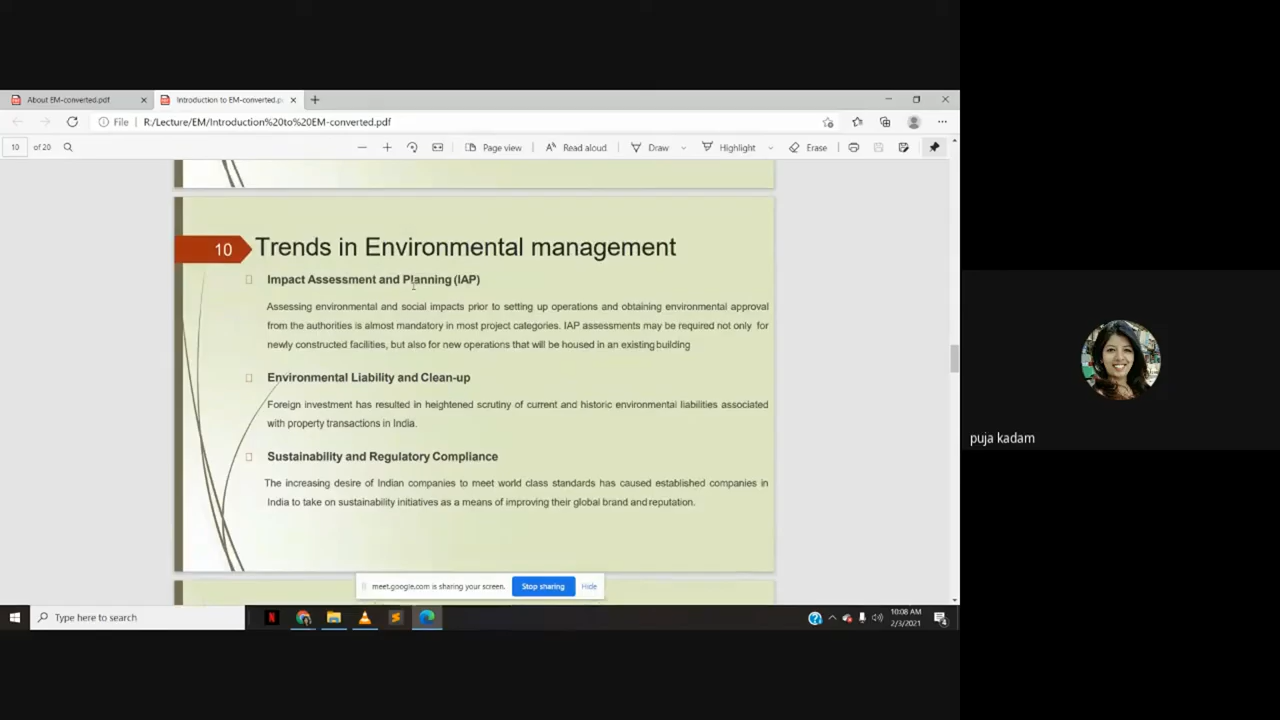 About EM-converted.pdf
Introduction to EM-converted.p
File
R:/Lecture/EM/Introduction%20to%20EM-converted.pdf
10 of 20
Page view
Read aloud
Draw
Highlight
Erase
10
Trends in Environmental management
Impact Assessment and Planning (IAP)
Assessing environmental and social impacts prior to setting up operations and obtaining environmental approval
from the authorities is almost mandatory in most project categories. IAP assessments may be required not only for
newly constructed facilities, but also for new operations that will be housed in an existing building
Environmental Liability and Clean-up
Foreign investment has resulted in heightened scrutiny of current and historic environmental liabilities associated
with property transactions in India.
Sustainability and Regulatory Compliance
The increasing desire of Indian companies to meet world class standards has caused established companies in
India to take on sustainability initiatives as a means of improving their global brand and reputation.
meet.google.com is sharing your screen.
Stop sharing
Hide
puja kadam
Type here to search
10:08 AM
2/3/2021
4